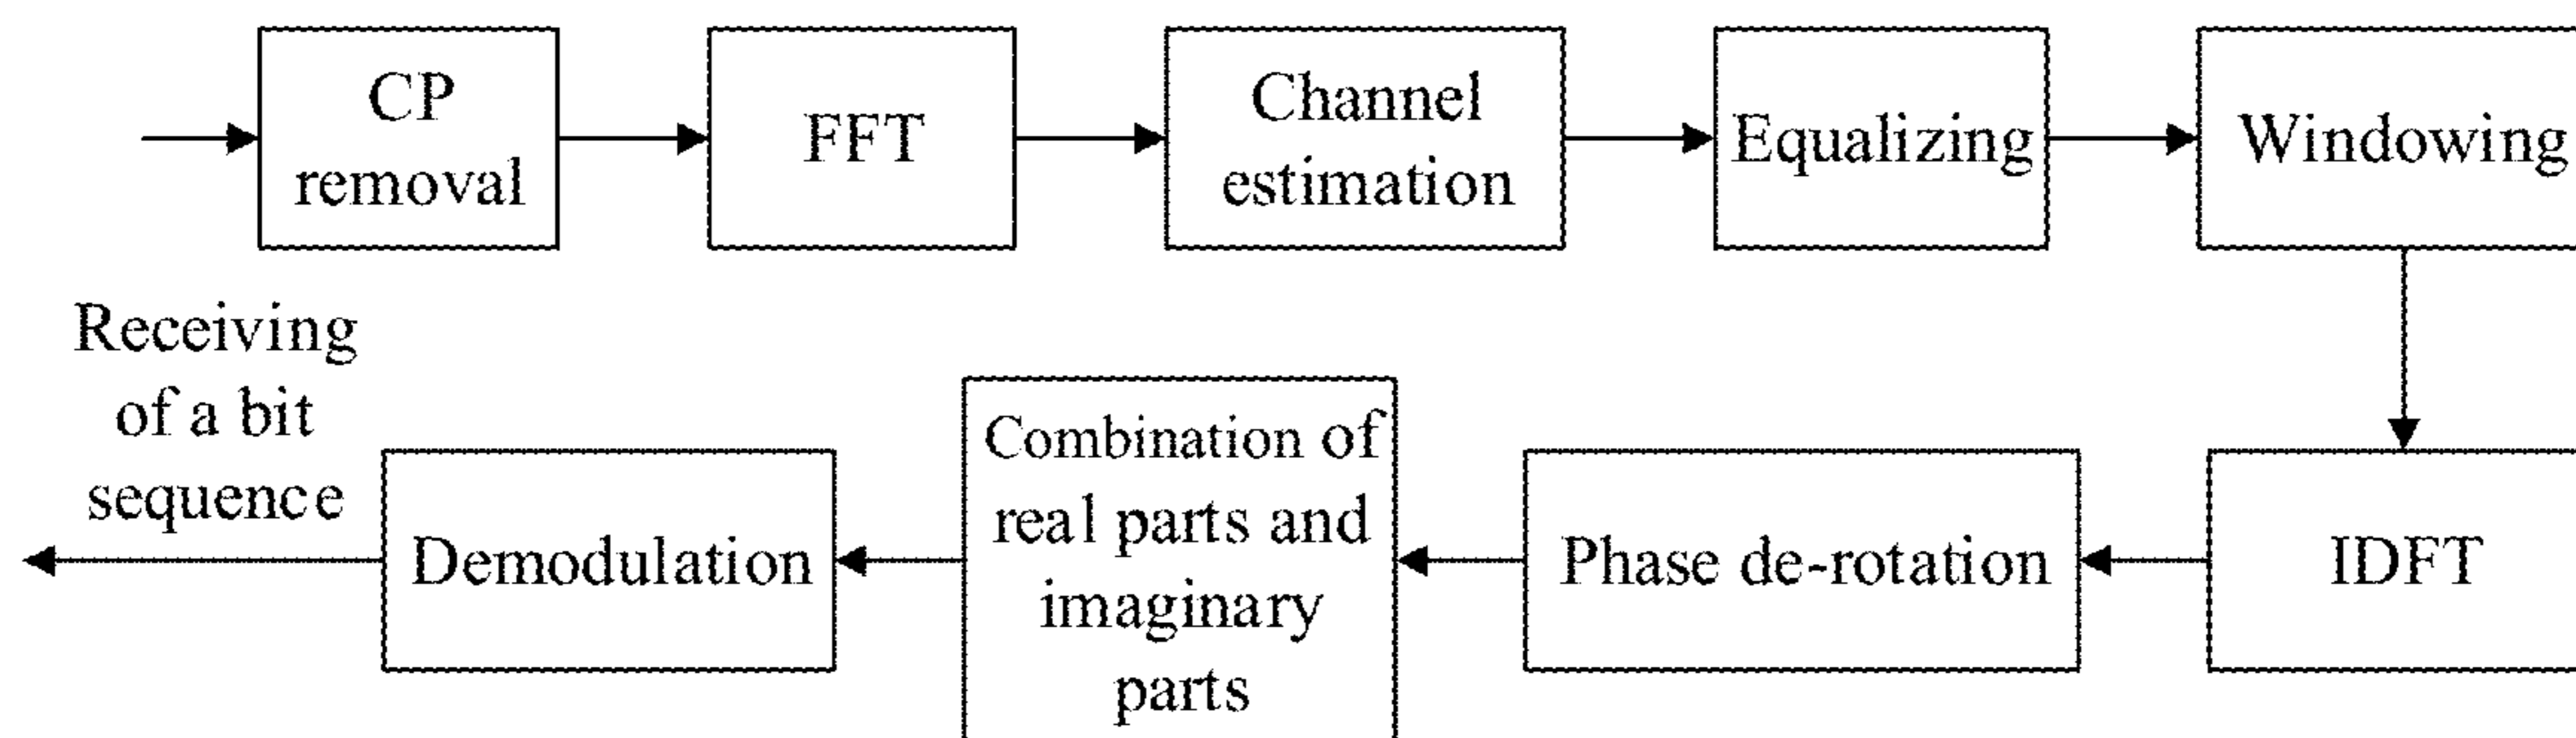 CP
removal
FFT
Channel
estimation
Equalizing
Windowing
Receiving
of a bit
sequence
Demodulation
Combination of
real parts and
imaginary
parts
Phase de-rotation
IDFT